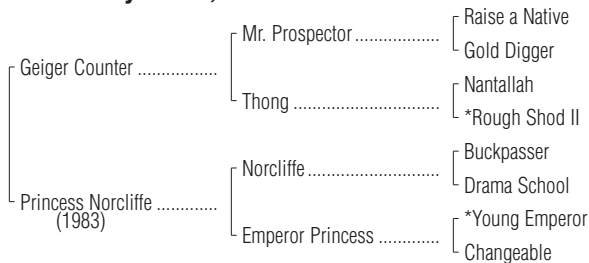 Raise a Native
Mr. Prospector ..................
Gold Digger
Geiger Counter .................
Nantallah
Thong ...............................
*Rough Shod II
Buckpasser
Norcliffe ............................
Drama School
Princess Norcliffe .............
(1983)
*Young Emperor
Emperor Princess .............
Changeable